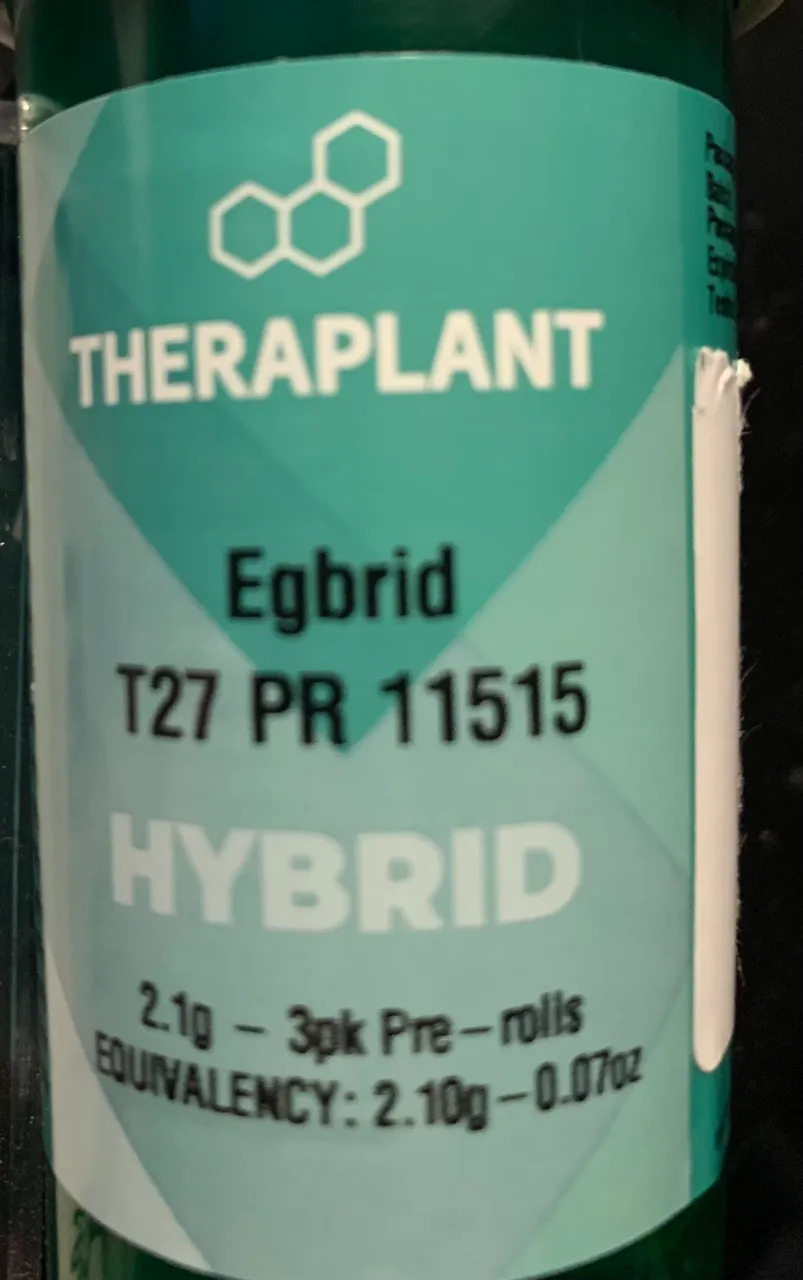 THERAPLANT
Egbrid
T27 PR 11515
HYBRID
2.1g - 3pk Pre-rolls
EQUIVALENCY: 2.10g-0.07oz